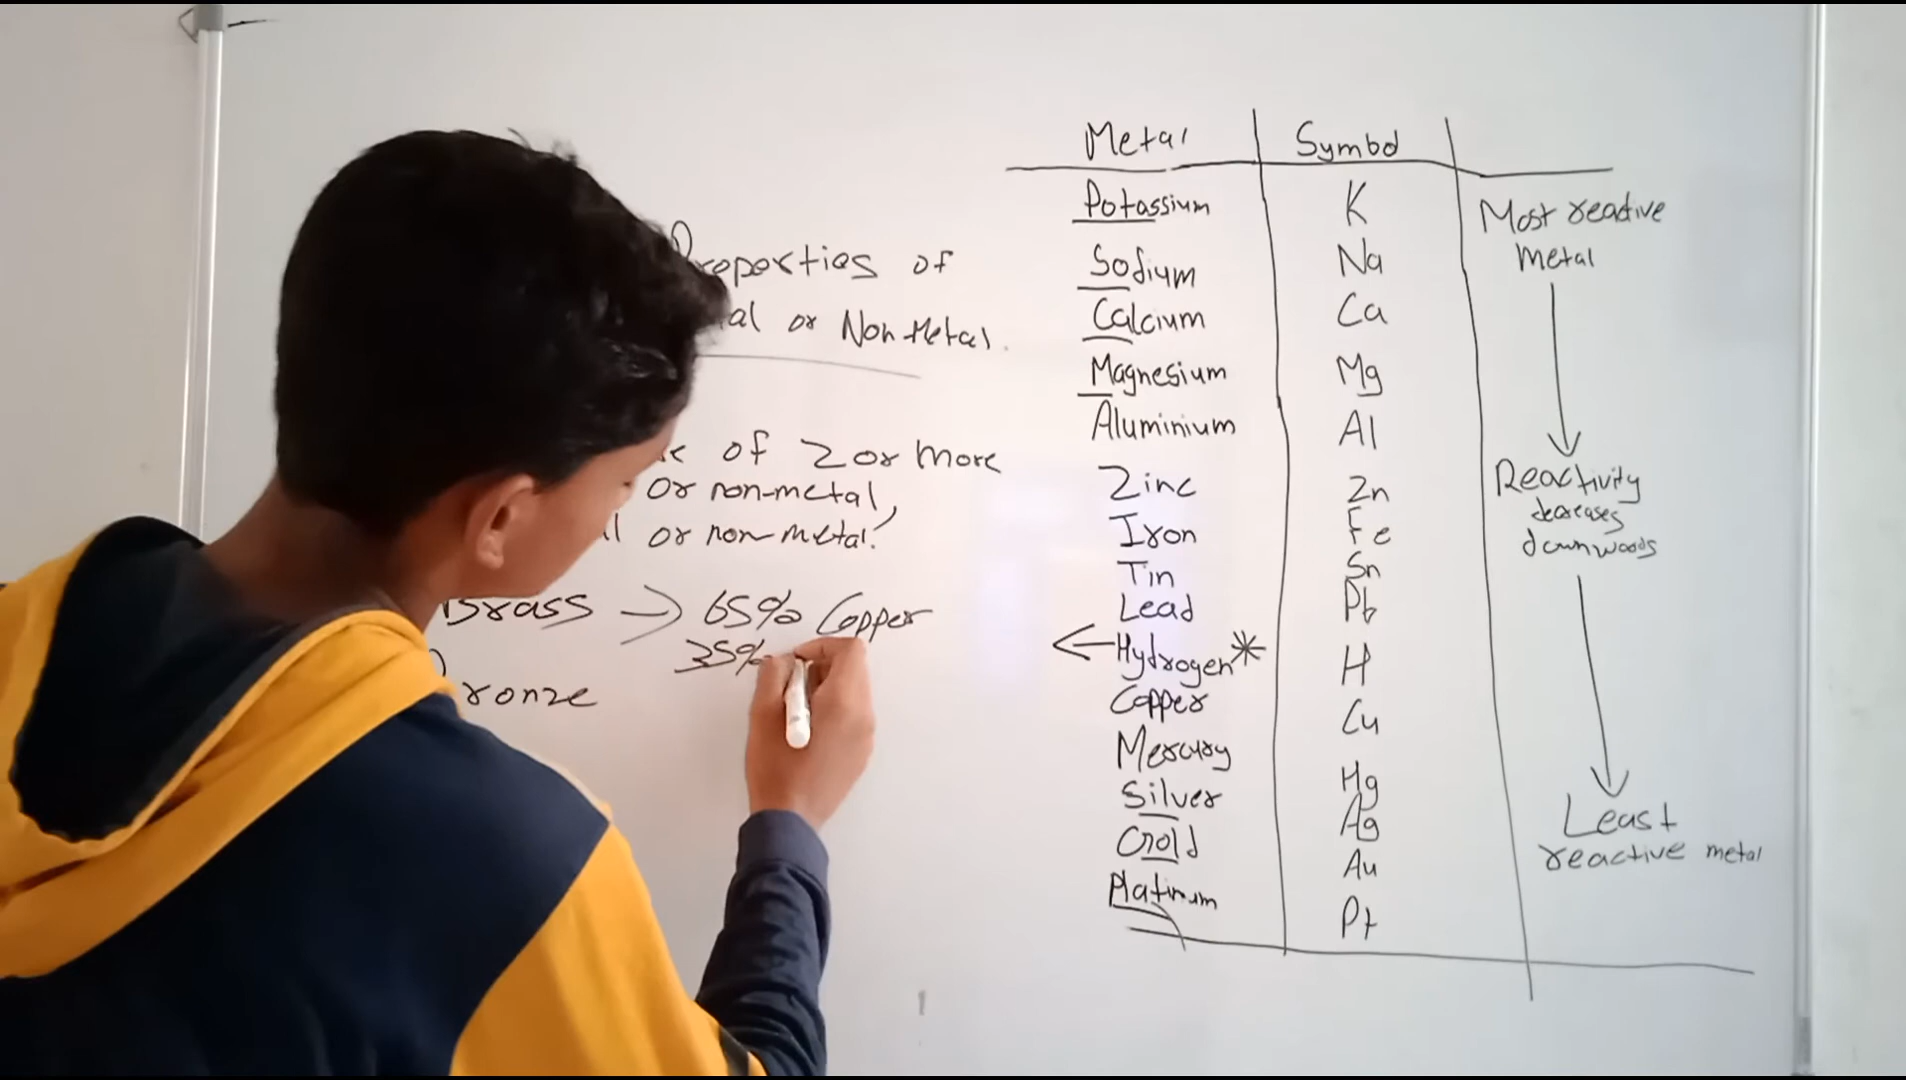 Properties of
al or Non-Metal.
of 2 or more
or non-metal,
or non-metal.
Brass → 65% Copper
35%
Bronze
Metal Symbol
Potassium K Most reactive
metal
Sodium Na
Calcium Ca
Magnesium Mg
Aluminium Al
Zinc Zn Reactivity
decreases
downwoods
Iron Fe
Tin Sn
Lead Pb
← Hydrogen* H
Copper Cu
Mercury Hg
Silver Ag Least
reactive metal
Gold Au
Platinum Pt